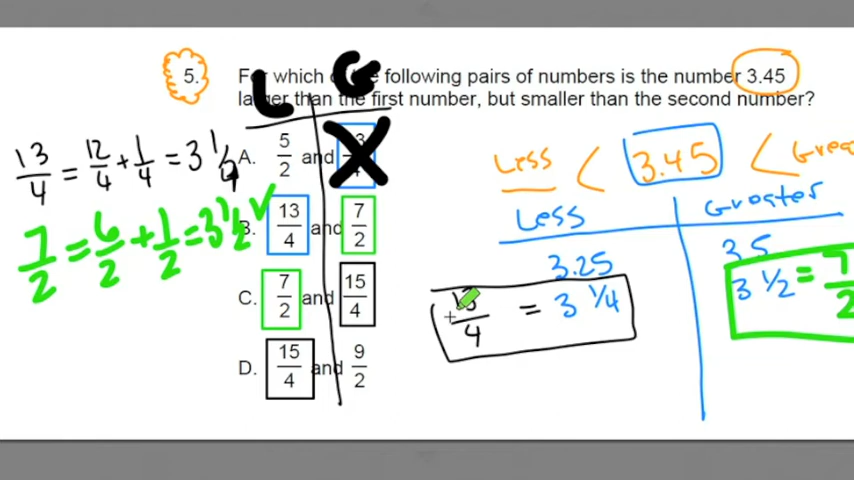 5. For which the following pairs of numbers is the number 3.45
larger than the first number, but smaller than the second number?
L G
13/4 = 12/4 + 1/4 = 3 1/4
7/2 = 6/2 + 1/2 = 3 1/2 ✓
A. 5/2 and
B. 13/4 and 7/2
C. 7/2 and 15/4
D. 15/4 and 9/2
Less < 3.45 <
Less Greater
3.25 3.5
13/4 = 3 1/4 3 1/2 = 7/2